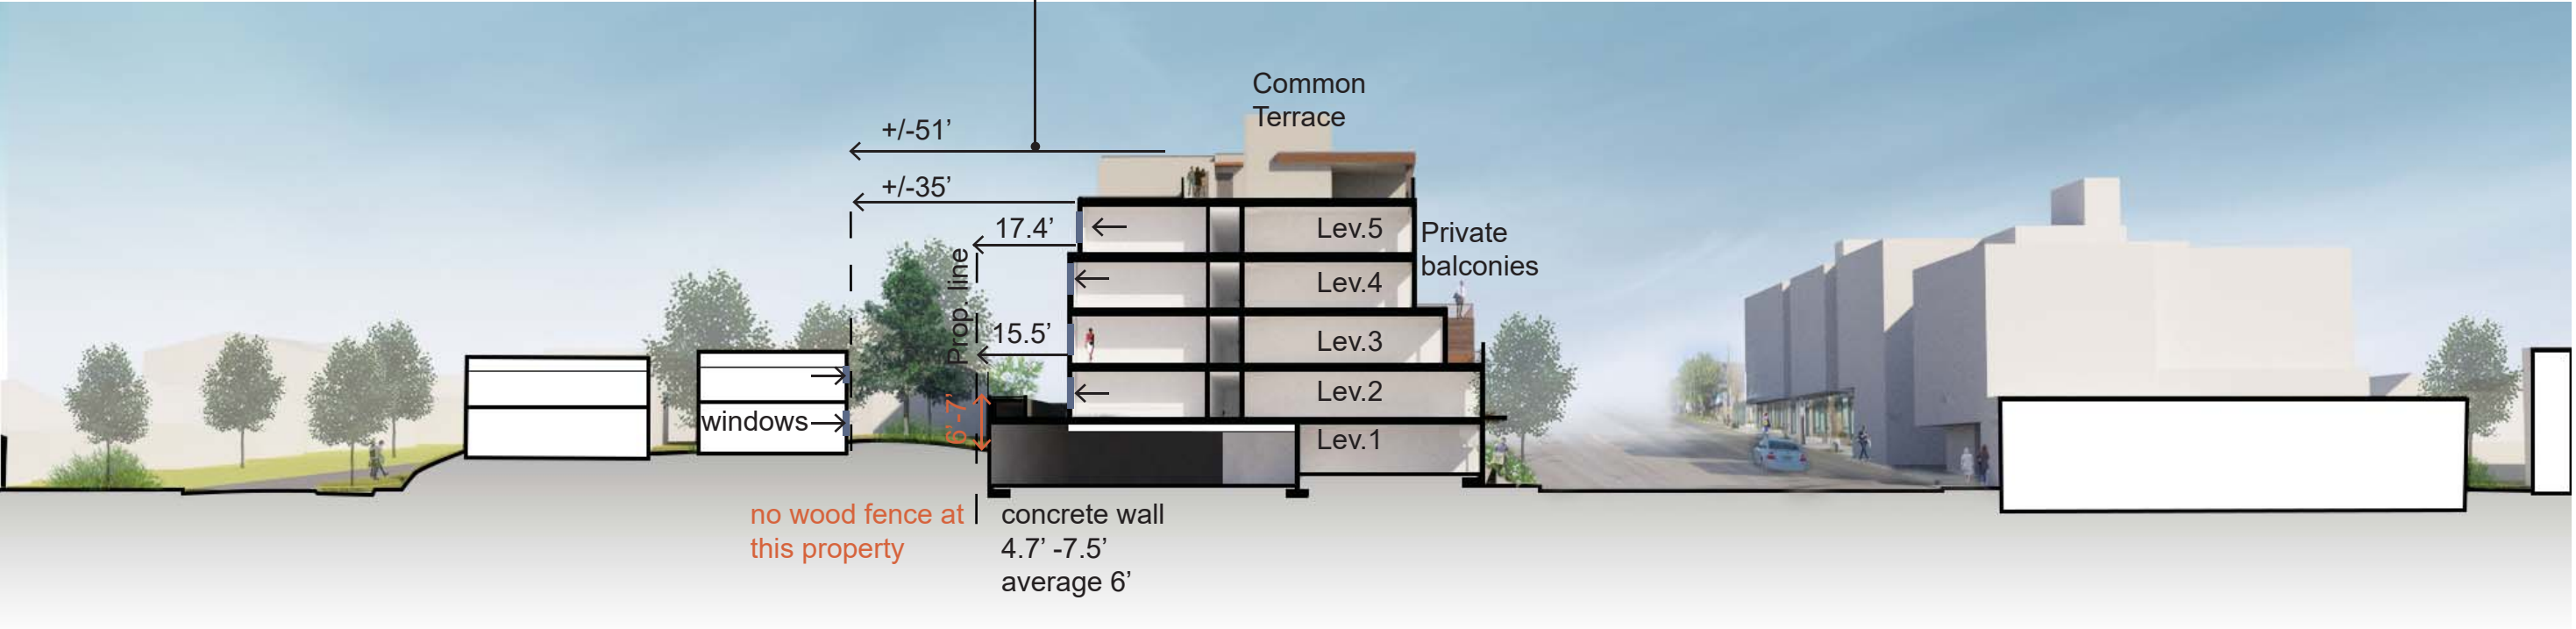 Common
Terrace
+/-51’
+/-35’
17.4’
Lev.5
Private
balconies
Prop. line
Lev.4
15.5’
Lev.3
Lev.2
windows
6’-7’
Lev.1
no wood fence at
this property
concrete wall
4.7’ -7.5’
average 6’